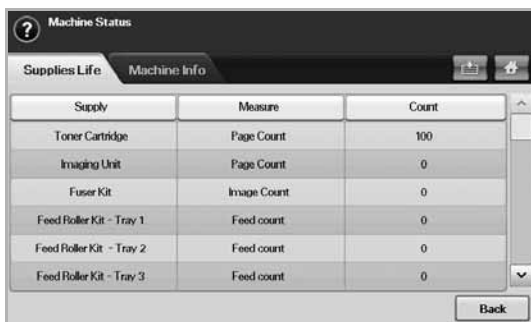 ?
Machine Status
Supplies Life Machine Info
Supply Measure Count
Toner Cartridge Page Count 100
Imaging Unit Page Count 0
Fuser Kit Image Count 0
Feed Roller Kit - Tray 1 Feed count 0
Feed Roller Kit - Tray 2 Feed count 0
Feed Roller Kit - Tray 3 Feed count 0
Back